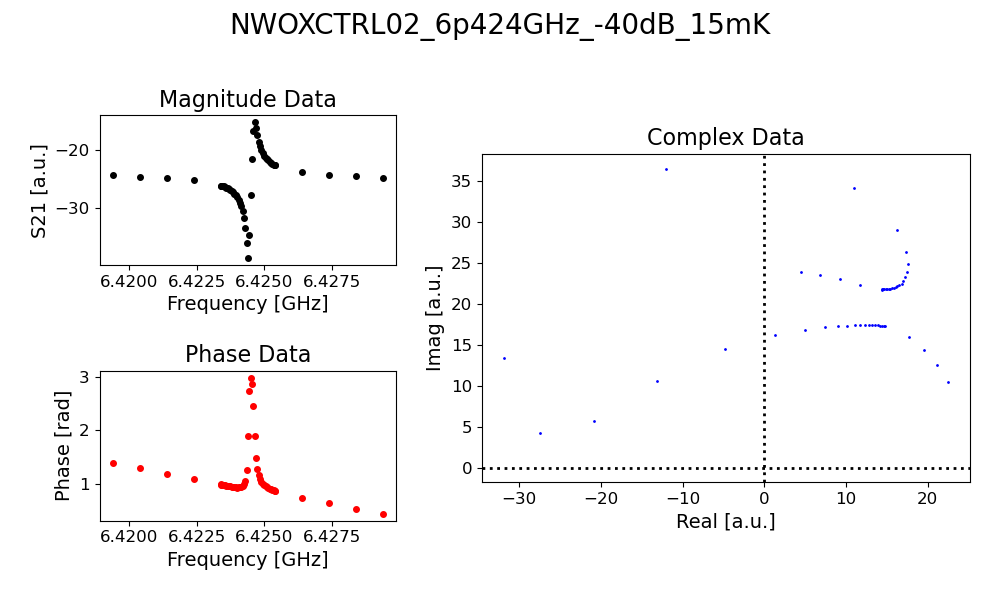 NWOXCTRL02_6p424GHz_-40dB_15mK
Magnitude Data
S21 [a.u.]
−20
−30
6.4200 6.4225 6.4250 6.4275
Frequency [GHz]
Phase Data
Phase [rad]
3
2
1
6.4200 6.4225 6.4250 6.4275
Frequency [GHz]
Complex Data
Imag [a.u.]
35
30
25
20
15
10
5
0
−30 −20 −10 0 10 20
Real [a.u.]